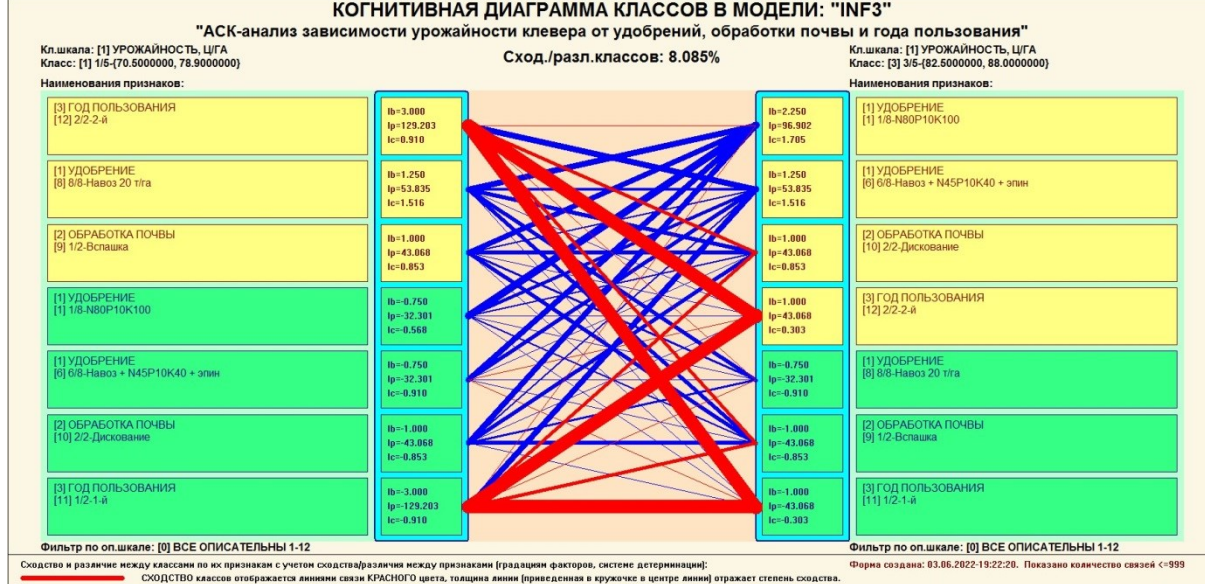 КОГНИТИВНАЯ ДИАГРАММА КЛАССОВ В МОДЕЛИ: "INF3"
"АСК-анализ зависимости урожайности клевера от удобрений, обработки почвы и года пользования"
Кл.шкала: [1] УРОЖАЙНОСТЬ, Ц/ГА
Класс: [1] 1/5-{70.5000000, 78.9000000}
Сход./разл.классов: 8.085%
Кл.шкала: [1] УРОЖАЙНОСТЬ, Ц/ГА
Класс: [3] 3/5-{82.5000000, 88.0000000}
Наименования признаков:
[3] ГОД ПОЛЬЗОВАНИЯ
[12] 2/2-2-й
Ib=3.000
Ip=129.203
Ic=0.910
[1] УДОБРЕНИЕ
[8] 8/8-Навоз 20 т/га
Ib=1.250
Ip=53.835
Ic=1.516
[2] ОБРАБОТКА ПОЧВЫ
[9] 1/2-Вспашка
Ib=1.000
Ip=43.068
Ic=0.853
[1] УДОБРЕНИЕ
[1] 1/8-N80P10K100
Ib=-0.750
Ip=-32.301
Ic=-0.568
[1] УДОБРЕНИЕ
[6] 6/8-Навоз + N45P10K40 + эпин
Ib=-0.750
Ip=-32.301
Ic=-0.910
[2] ОБРАБОТКА ПОЧВЫ
[10] 2/2-Дискование
Ib=-1.000
Ip=-43.068
Ic=-0.853
[3] ГОД ПОЛЬЗОВАНИЯ
[11] 1/2-1-й
Ib=-3.000
Ip=-129.203
Ic=-0.910
Наименования признаков:
Ib=2.250
Ip=96.902
Ic=1.705
[1] УДОБРЕНИЕ
[1] 1/8-N80P10K100
Ib=1.250
Ip=53.835
Ic=1.516
[1] УДОБРЕНИЕ
[6] 6/8-Навоз + N45P10K40 + эпин
Ib=1.000
Ip=43.068
Ic=0.853
[2] ОБРАБОТКА ПОЧВЫ
[10] 2/2-Дискование
Ib=1.000
Ip=43.068
Ic=0.303
[3] ГОД ПОЛЬЗОВАНИЯ
[12] 2/2-2-й
Ib=-0.750
Ip=-32.301
Ic=-0.910
[1] УДОБРЕНИЕ
[8] 8/8-Навоз 20 т/га
Ib=-1.000
Ip=-43.068
Ic=-0.853
[2] ОБРАБОТКА ПОЧВЫ
[9] 1/2-Вспашка
Ib=-1.000
Ip=-43.068
Ic=-0.303
[3] ГОД ПОЛЬЗОВАНИЯ
[11] 1/2-1-й
Фильтр по оп.шкале: [0] ВСЕ ОПИСАТЕЛЬНЫ 1-12
Фильтр по оп.шкале: [0] ВСЕ ОПИСАТЕЛЬНЫ 1-12
Сходство и различие между классами по их признакам с учетом сходства/различия между признаками (градациям факторов, системе детерминации):
Форма создана: 03.06.2022-19:22:20. Показано количество связей <=999
СХОДСТВО классов отображается линиями связи КРАСНОГО цвета, толщина линии (приведенная в кружочке в центре линии) отражает степень сходства.